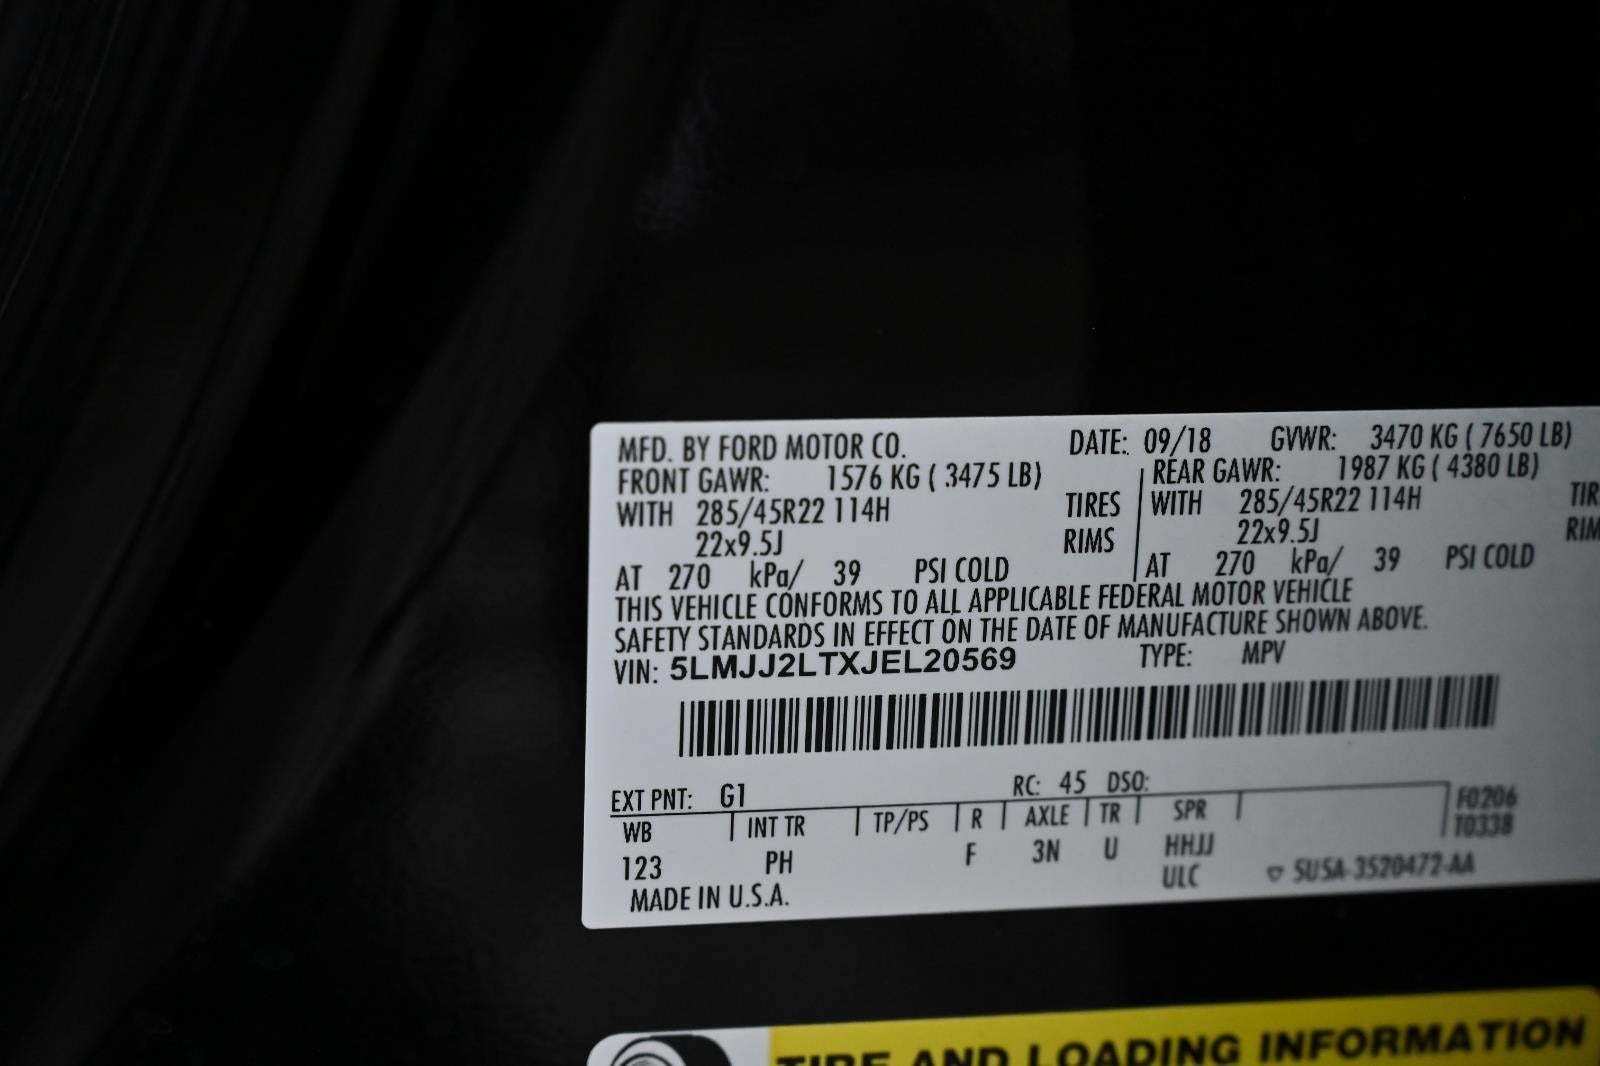 MFD. BY FORD MOTOR CO. DATE: 09/18 GVWR: 3470 KG ( 7650 LB)
FRONT GAWR: 1576 KG ( 3475 LB) REAR GAWR: 1987 KG ( 4380 LB)
WITH 285/45R22 114H TIRES WITH 285/45R22 114H TIR
22x9.5J RIMS 22x9.5J RIM
AT 270 kPa/ 39 PSI COLD AT 270 kPa/ 39 PSI COLD
THIS VEHICLE CONFORMS TO ALL APPLICABLE FEDERAL MOTOR VEHICLE
SAFETY STANDARDS IN EFFECT ON THE DATE OF MANUFACTURE SHOWN ABOVE.
VIN: 5LMJJ2LTXJEL20569 TYPE: MPV
EXT PNT: G1 RC: 45 DSO:
WB INT TR TP/PS R AXLE TR SPR F0206
T0338
123 PH F 3N U HHJJ
ULC 5U5A-3520472-AA
MADE IN U.S.A.
TIRE AND LOADING INFORMATION